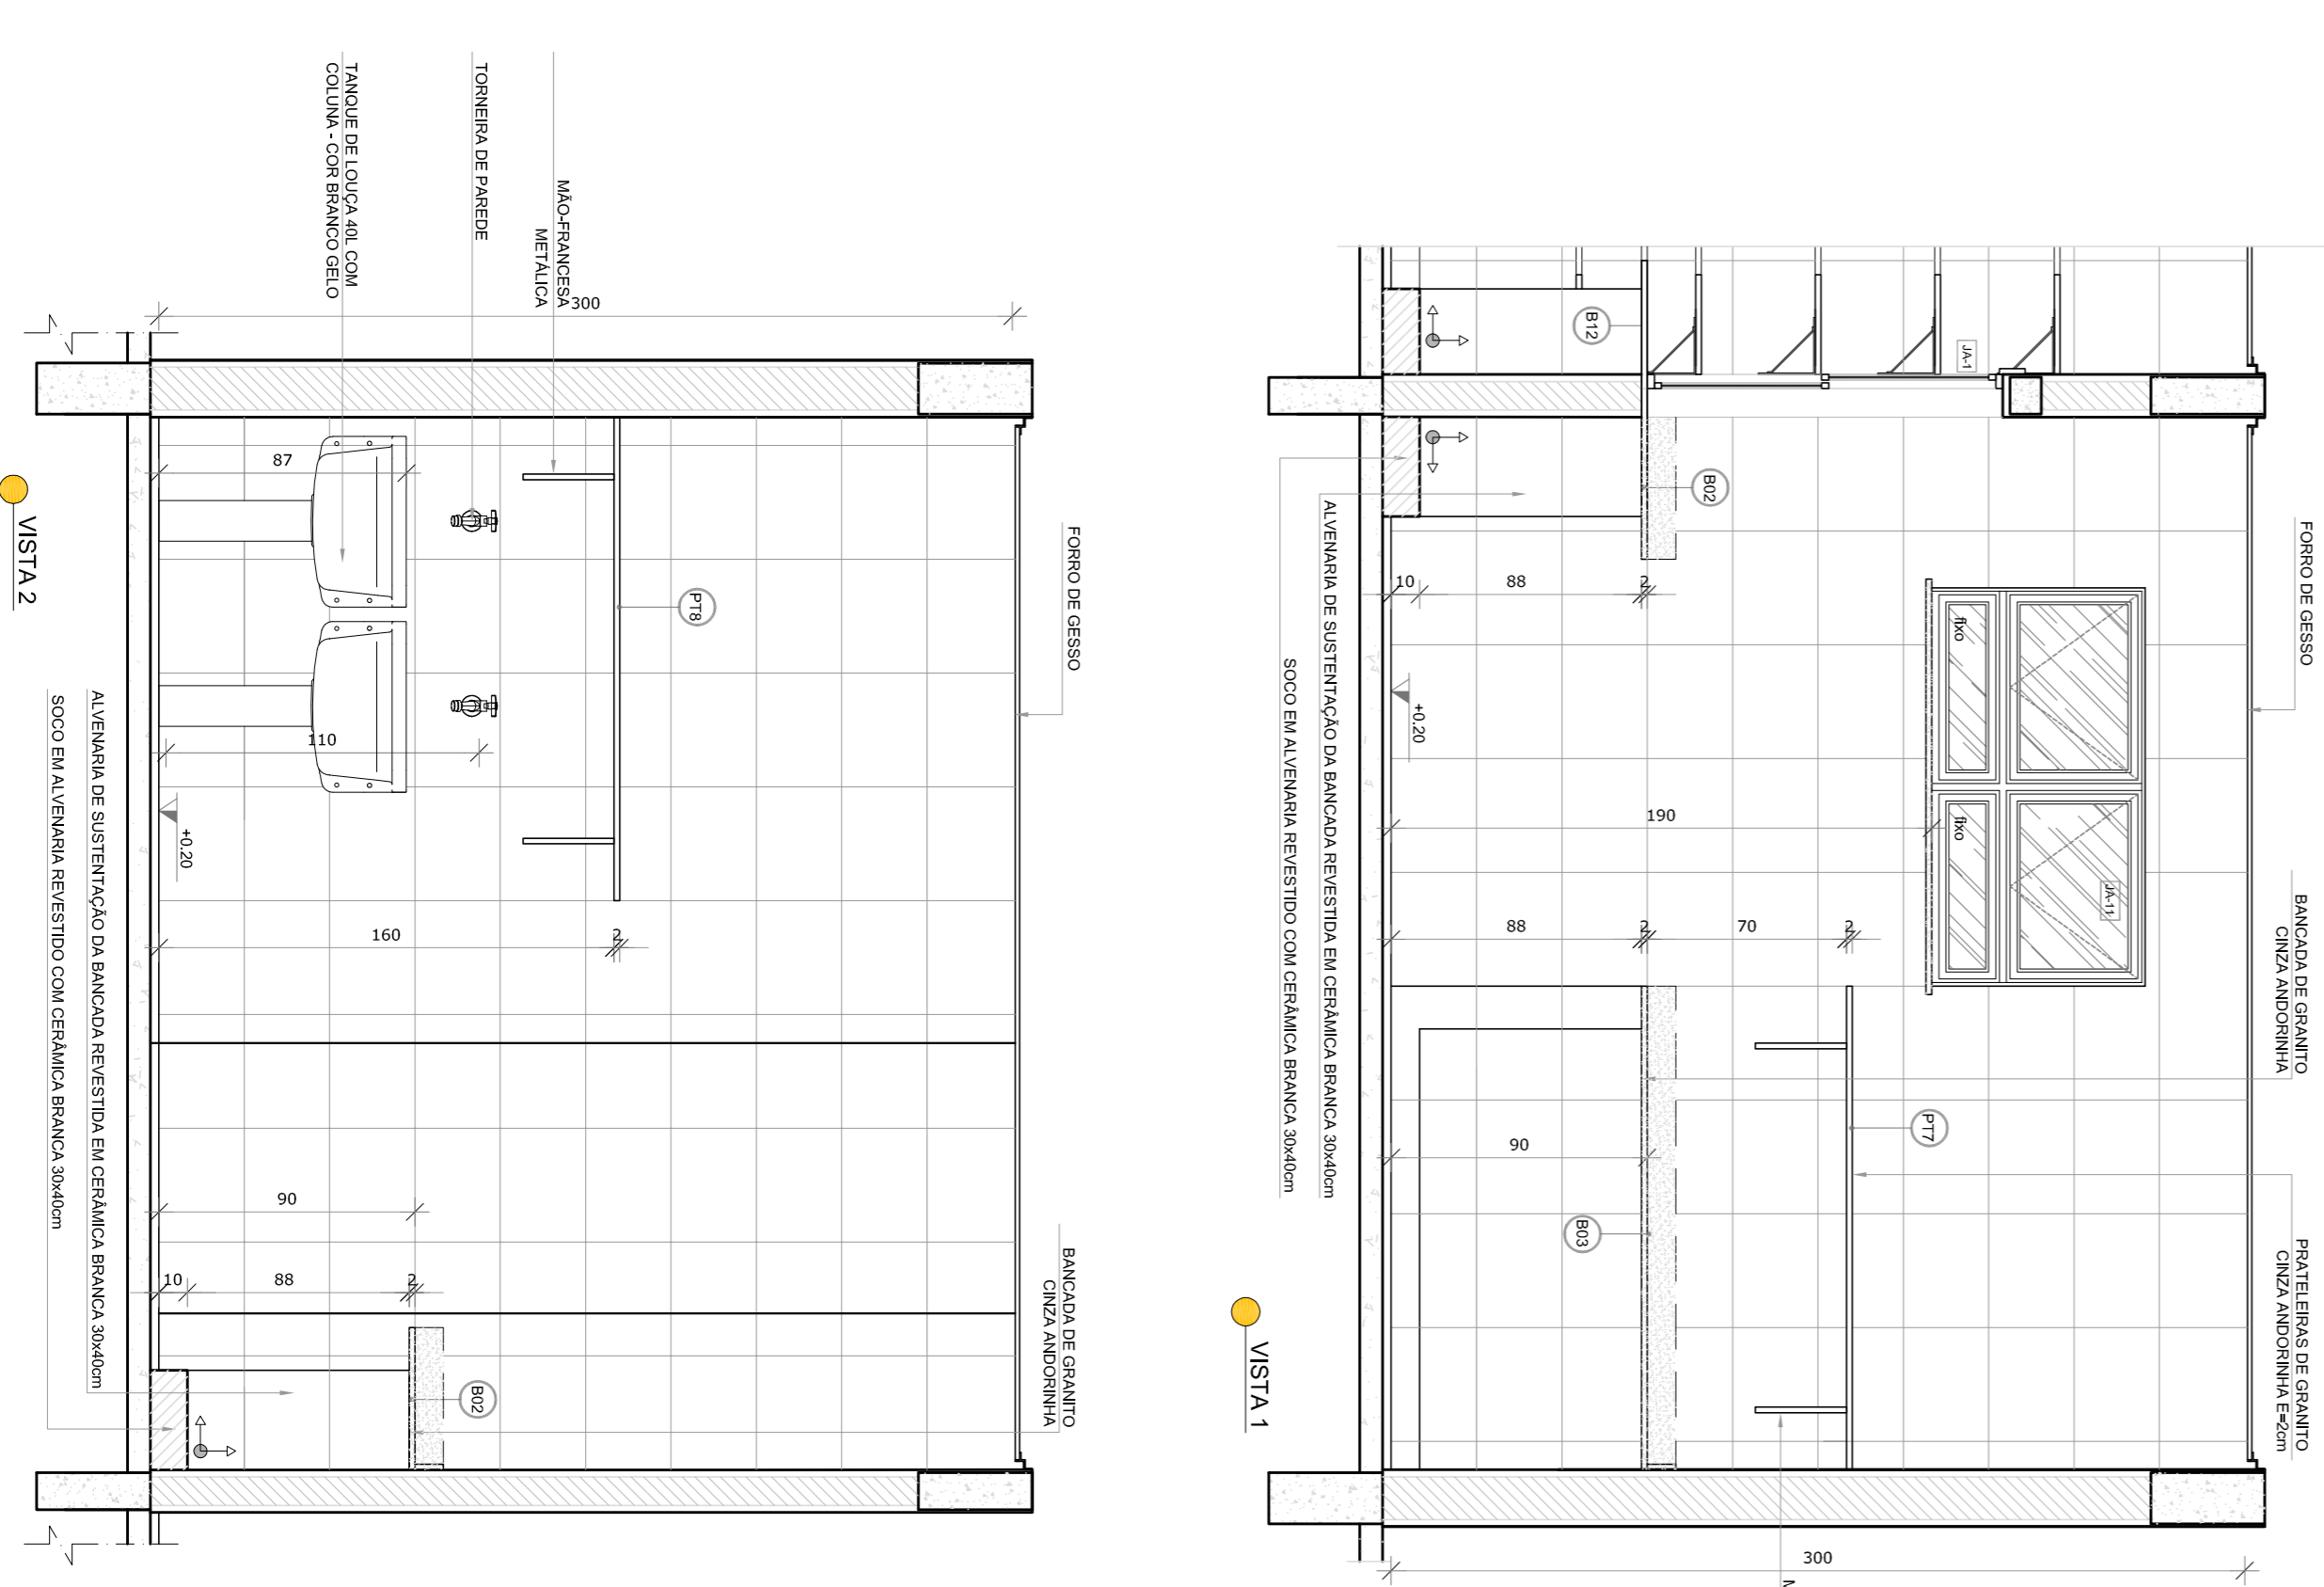 FORRO DE GESSO
BANCADA DE GRANITO
CINZA ANDORINHA
PRATELEIRAS DE GRANITO
CINZA ANDORINHA E=2cm
JA-1
B12
B02
fixo
fixo
JA-11
10
88
2
190
+0.20
88
2
70
2
PT7
90
B03
300
ALVENARIA DE SUSTENTAÇÃO DA BANCADA REVESTIDA EM CERÂMICA BRANCA 30x40cm
SOCO EM ALVENARIA REVESTIDO COM CERÂMICA BRANCA 30x40cm
VISTA 1
FORRO DE GESSO
BANCADA DE GRANITO
CINZA ANDORINHA
MÃO-FRANCESA
METÁLICA
300
TORNEIRA DE PAREDE
TANQUE DE LOUÇA 40L COM
COLUNA - COR BRANCO GELO
PT8
87
110
+0.20
160
2
90
10
88
2
B02
ALVENARIA DE SUSTENTAÇÃO DA BANCADA REVESTIDA EM CERÂMICA BRANCA 30x40cm
SOCO EM ALVENARIA REVESTIDO COM CERÂMICA BRANCA 30x40cm
VISTA 2